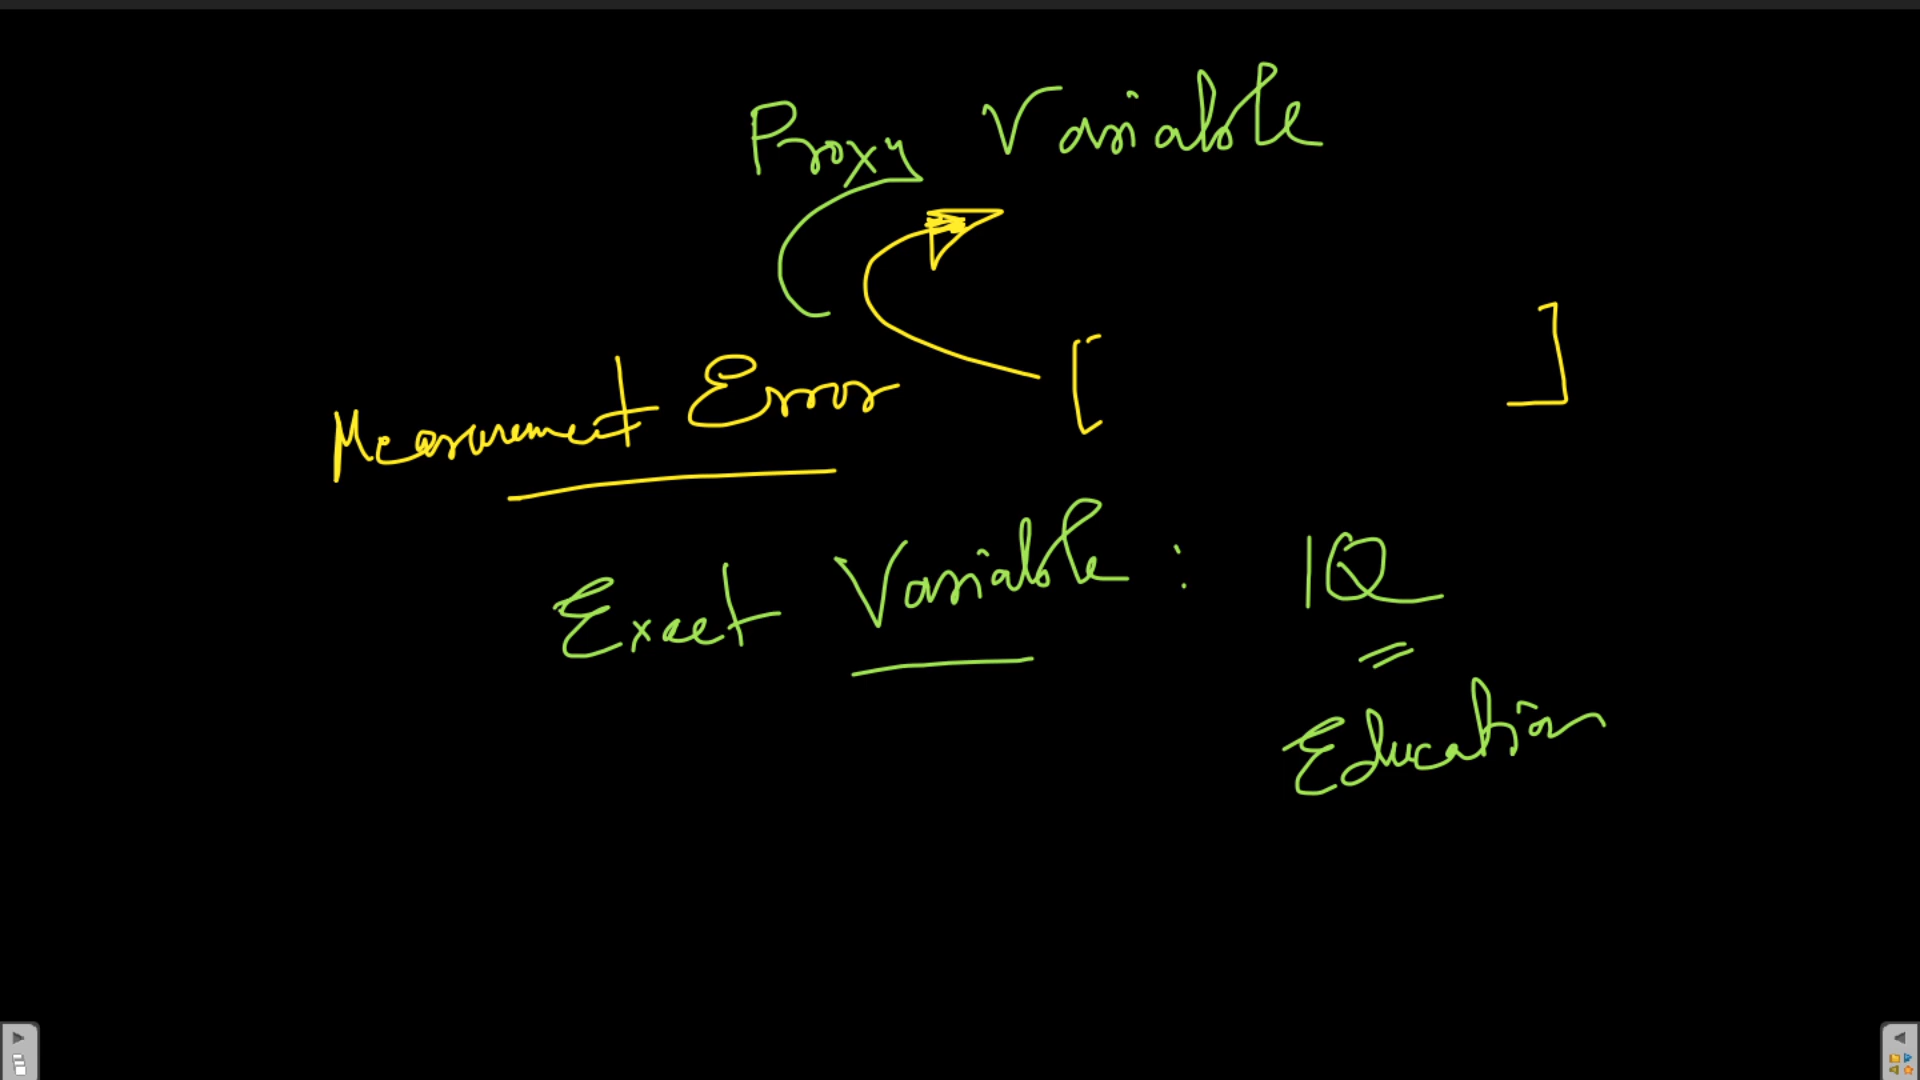 Proxy Variable
Measurement Error [ ]
Exact Variable : IQ
Education